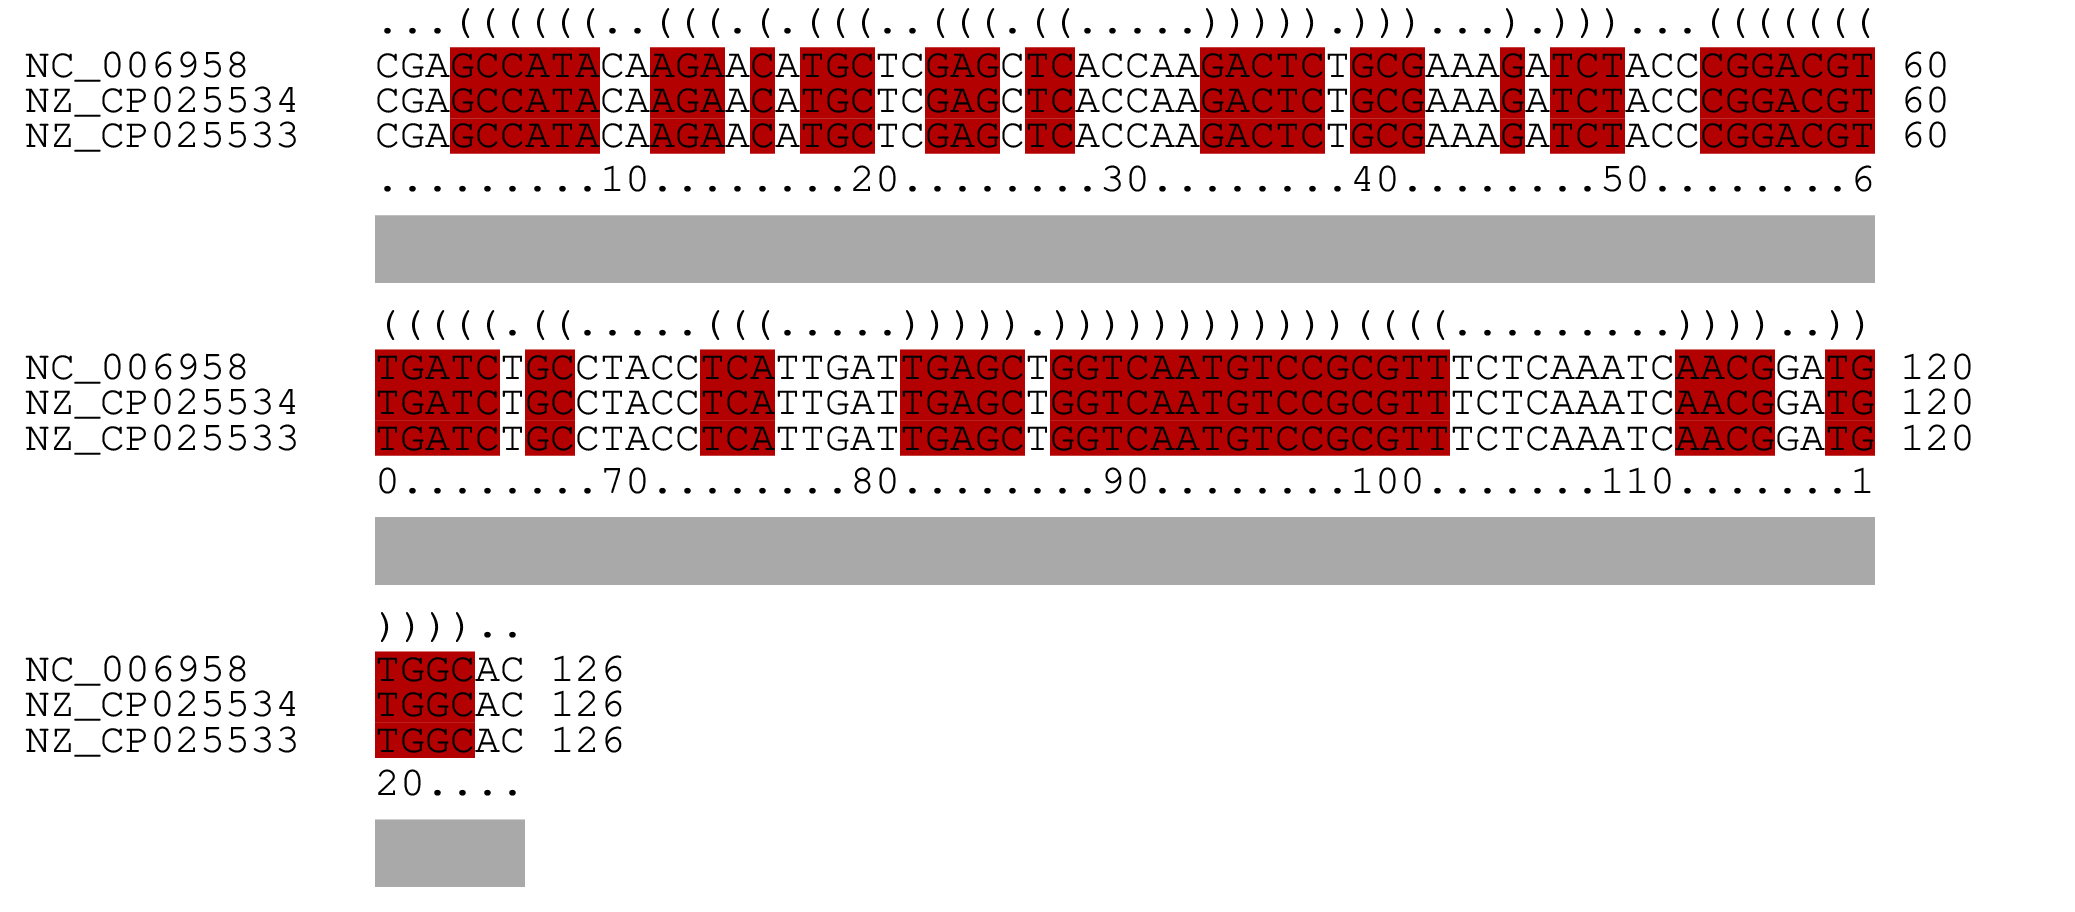 ...((((((..(((.(.(((..(((.((.....))))).)))...).)))...(((((((
NC_006958 CGAGCCATACAAGAACATGCTCGAGCTCACCAAGACTCTGCGAAAGATCTACCCGGACGT 60
NZ_CP025534 CGAGCCATACAAGAACATGCTCGAGCTCACCAAGACTCTGCGAAAGATCTACCCGGACGT 60
NZ_CP025533 CGAGCCATACAAGAACATGCTCGAGCTCACCAAGACTCTGCGAAAGATCTACCCGGACGT 60
.........10........20........30........40........50........6
(((((.((.....(((.....))))).))))))))))))((((.........))))..))
NC_006958 TGATCTGCCTACCTCATTGATTGAGCTGGTCAATGTCCGCGTTTCTCAAATCAACGGATG 120
NZ_CP025534 TGATCTGCCTACCTCATTGATTGAGCTGGTCAATGTCCGCGTTTCTCAAATCAACGGATG 120
NZ_CP025533 TGATCTGCCTACCTCATTGATTGAGCTGGTCAATGTCCGCGTTTCTCAAATCAACGGATG 120
0........70........80........90........100.......110.......1
))))..
NC_006958 TGGCAC 126
NZ_CP025534 TGGCAC 126
NZ_CP025533 TGGCAC 126
20....